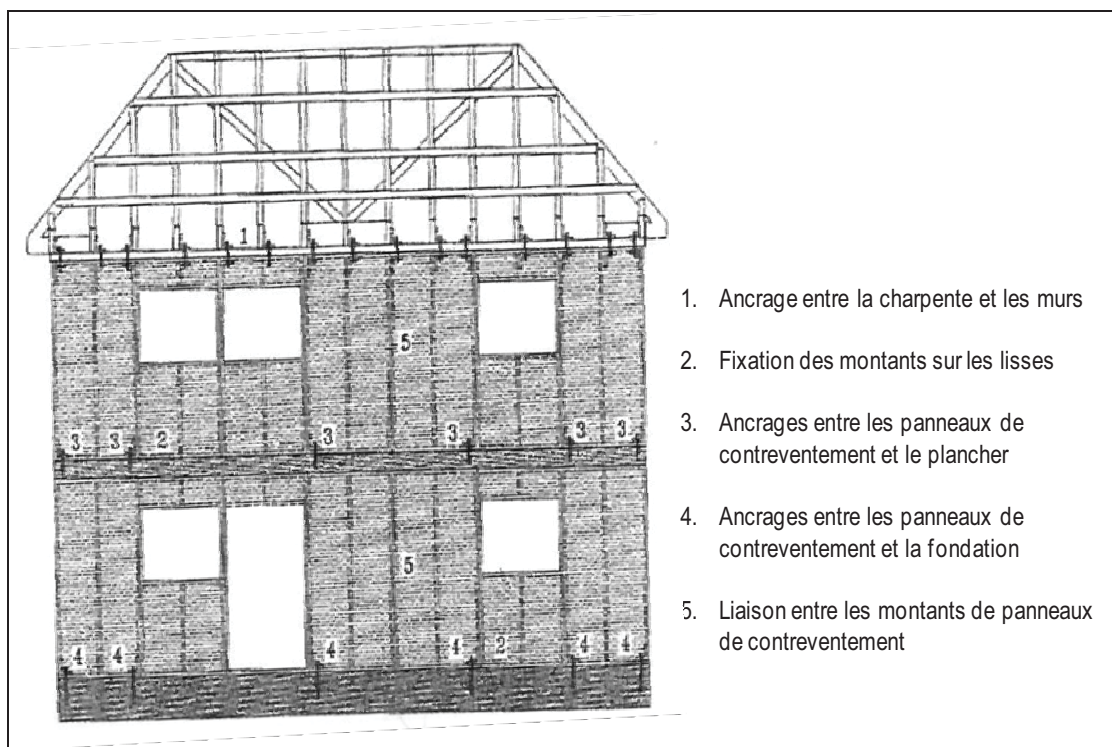 1
5
3 3 2 3 3 3 3
5
4 4 4 4 2 4 4
1. Ancrage entre la charpente et les murs
2. Fixation des montants sur les lisses
3. Ancrages entre les panneaux de
contreventement et le plancher
4. Ancrages entre les panneaux de
contreventement et la fondation
5. Liaison entre les montants de panneaux
de contreventement